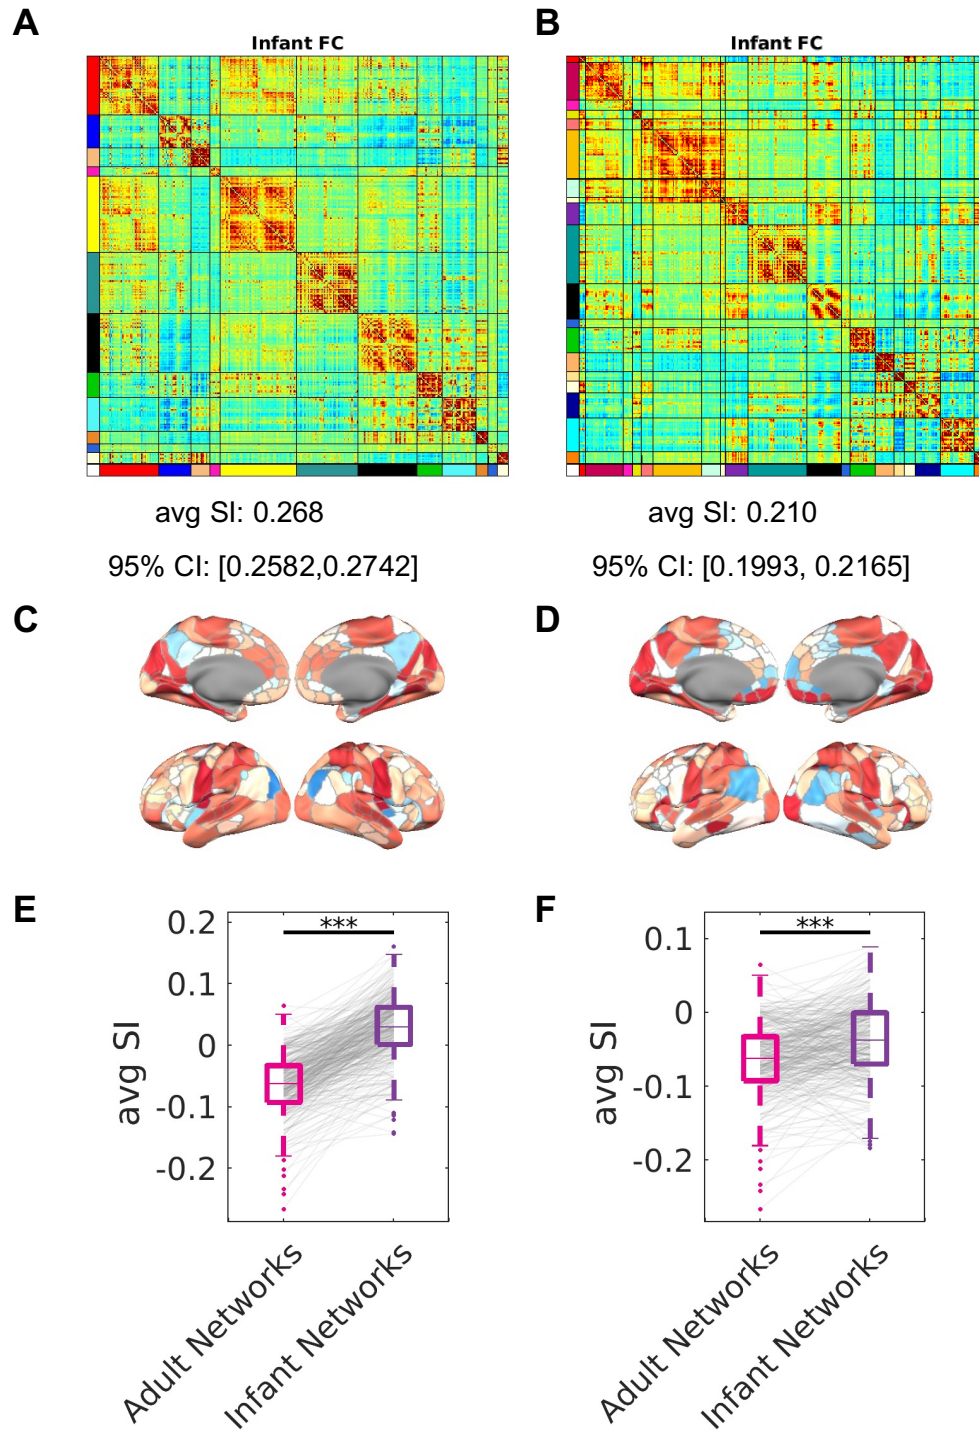 A
B
Infant FC
Infant FC
avg SI: 0.268
avg SI: 0.210
95% CI: [0.2582,0.2742]
95% CI: [0.1993, 0.2165]
C
D
E
avg SI
0.2
0.1
0
-0.1
-0.2
***
Adult Networks
Infant Networks
F
avg SI
0.1
0
-0.1
-0.2
***
Adult Networks
Infant Networks